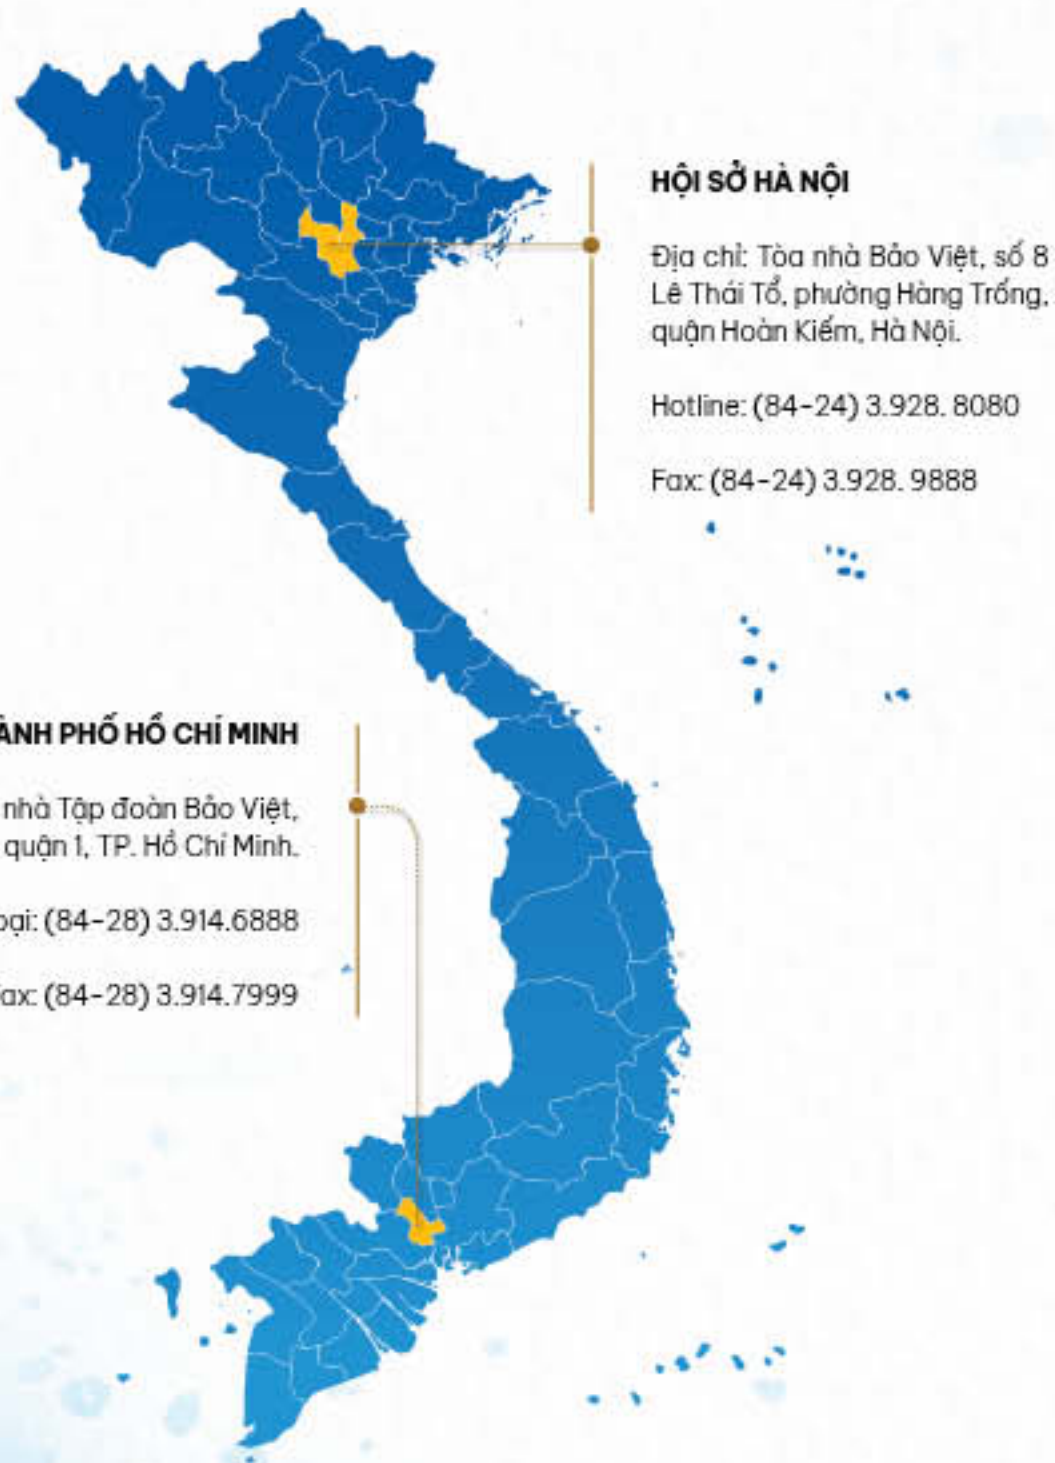 HỘI SỞ HÀ NỘI
Địa chỉ: Tòa nhà Bảo Việt, số 8
Lê Thái Tổ, phường Hàng Trống,
quận Hoàn Kiếm, Hà Nội.
Hotline: (84-24) 3.928. 8080
Fax: (84-24) 3.928. 9888
PHỐ HỒ CHÍ MINH
nhà Tập đoàn Bảo Việt,
quận 1, TP. Hồ Chí Minh.
(84-28) 3.914.6888
(84-28) 3.914.7999